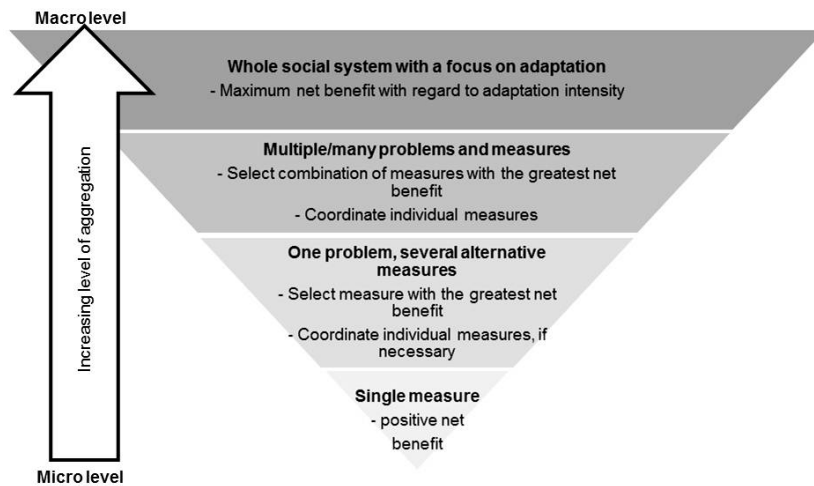 Macro level
Whole social system with a focus on adaptation
- Maximum net benefit with regard to adaptation intensity
Multiple/many problems and measures
- Select combination of measures with the greatest net
benefit
- Coordinate individual measures
One problem, several alternative
measures
- Select measure with the greatest net
benefit
- Coordinate individual measures, if
necessary
Single measure
- positive net
benefit
Increasing level of aggregation
Micro level